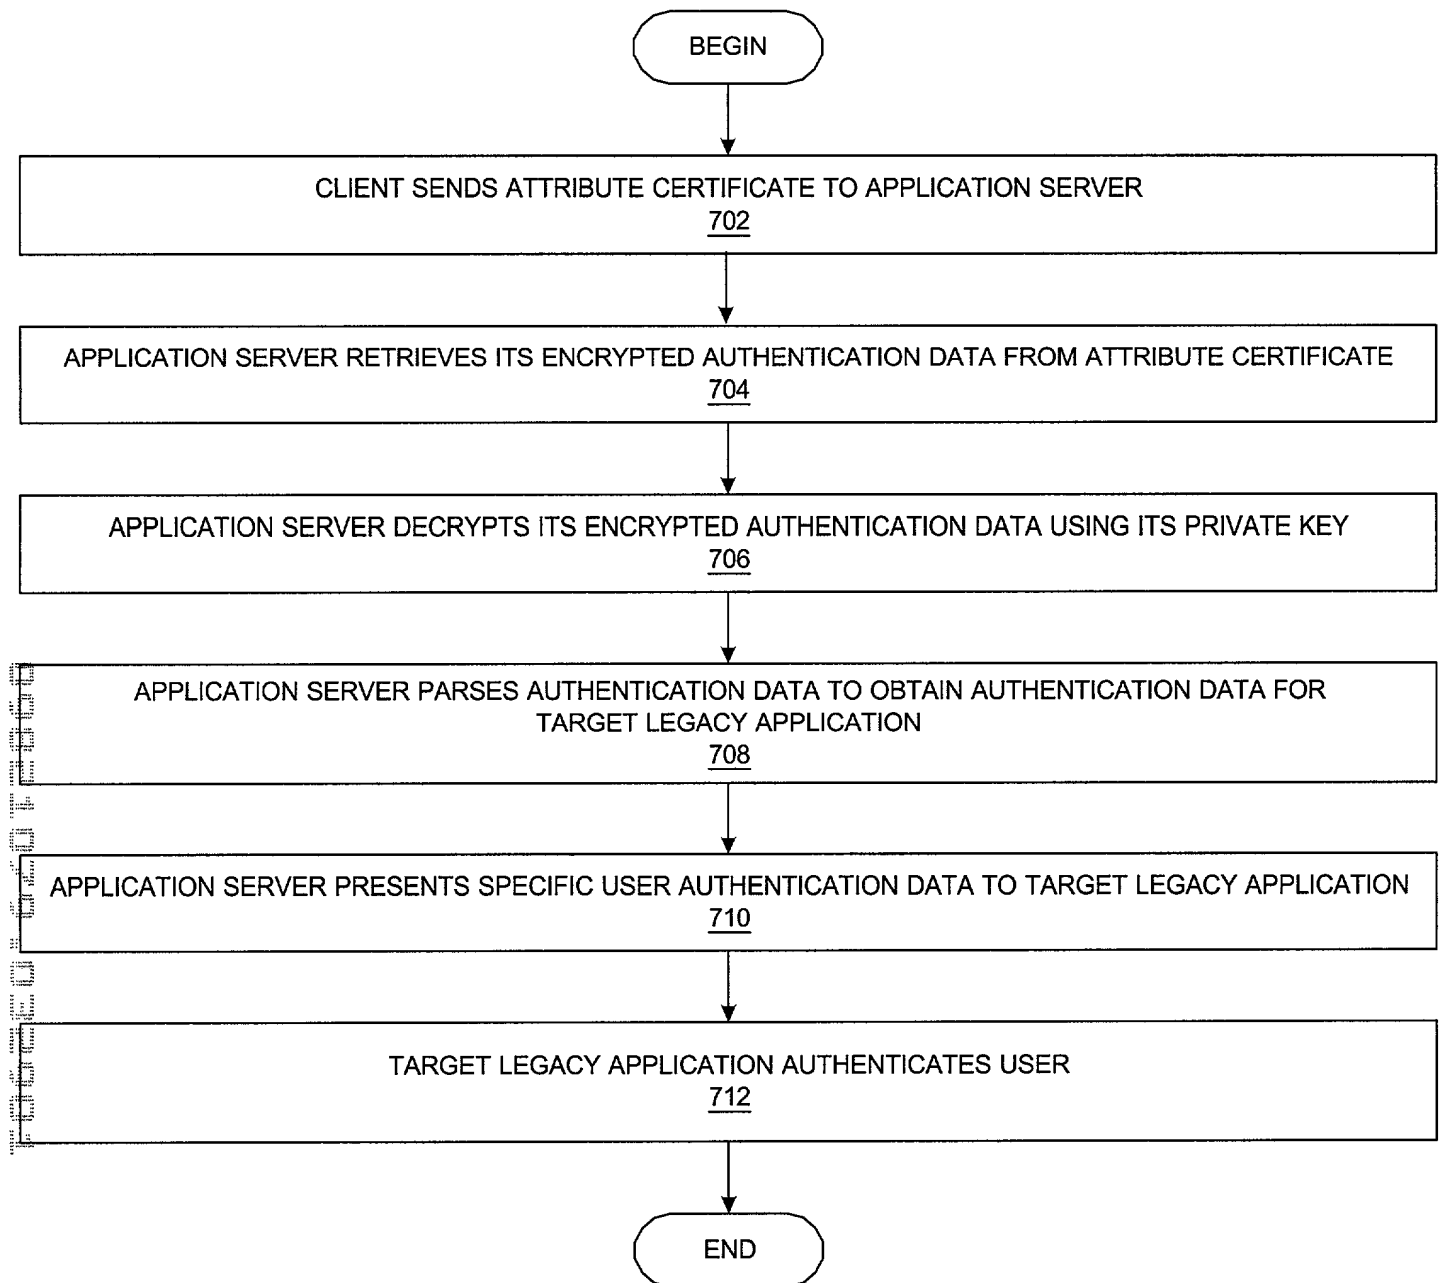 BEGIN
CLIENT SENDS ATTRIBUTE CERTIFICATE TO APPLICATION SERVER
702
APPLICATION SERVER RETRIEVES ITS ENCRYPTED AUTHENTICATION DATA FROM ATTRIBUTE CERTIFICATE
704
APPLICATION SERVER DECRYPTS ITS ENCRYPTED AUTHENTICATION DATA USING ITS PRIVATE KEY
706
APPLICATION SERVER PARSES AUTHENTICATION DATA TO OBTAIN AUTHENTICATION DATA FOR
TARGET LEGACY APPLICATION
708
APPLICATION SERVER PRESENTS SPECIFIC USER AUTHENTICATION DATA TO TARGET LEGACY APPLICATION
710
TARGET LEGACY APPLICATION AUTHENTICATES USER
712
END